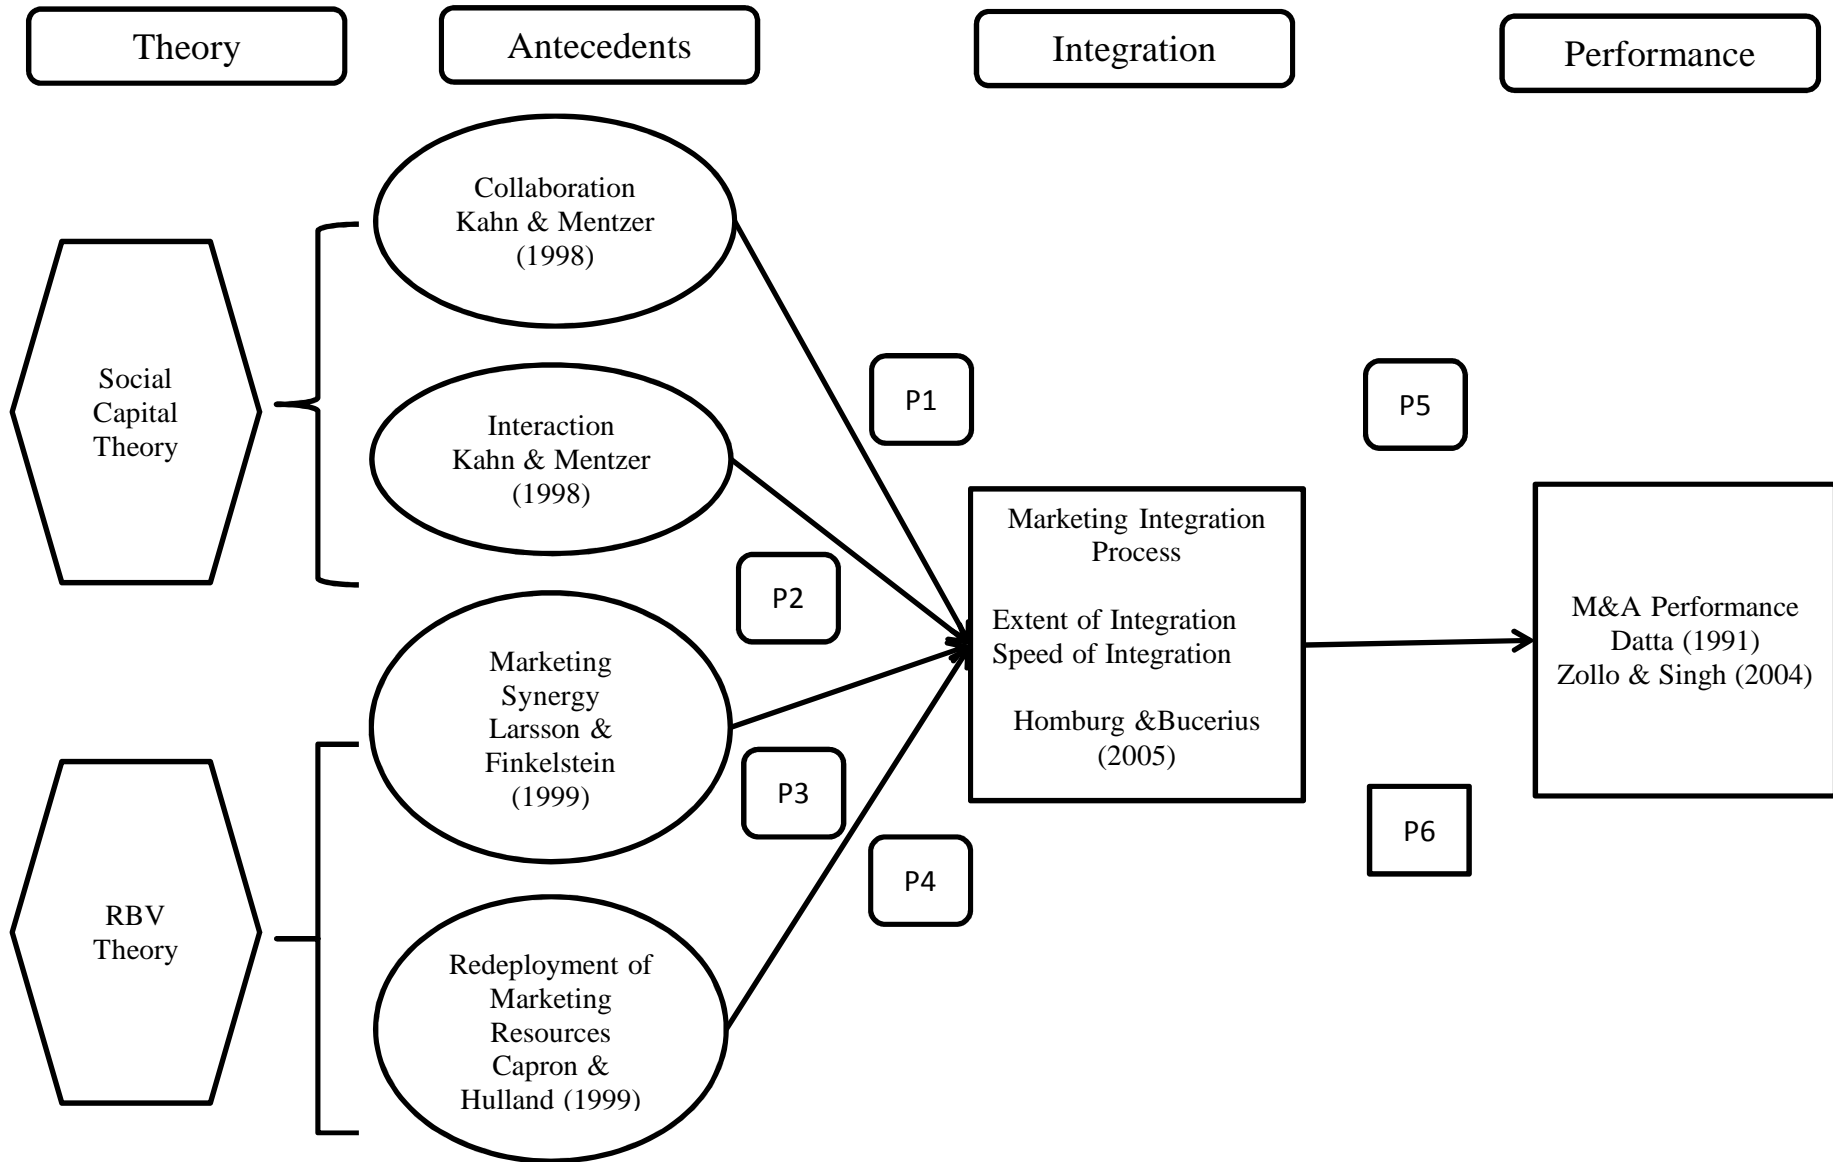 Theory
Antecedents
Integration
Performance
Collaboration
Kahn & Mentzer
(1998)
Social
Capital
Theory
Interaction
Kahn & Mentzer
(1998)
P1
P5
P2
Marketing Integration
Process
Extent of Integration
Speed of Integration
Homburg &Bucerius
(2005)
M&A Performance
Datta (1991)
Zollo & Singh (2004)
Marketing
Synergy
Larsson &
Finkelstein
(1999)
P3
P4
P6
RBV
Theory
Redeployment of
Marketing
Resources
Capron &
Hulland (1999)